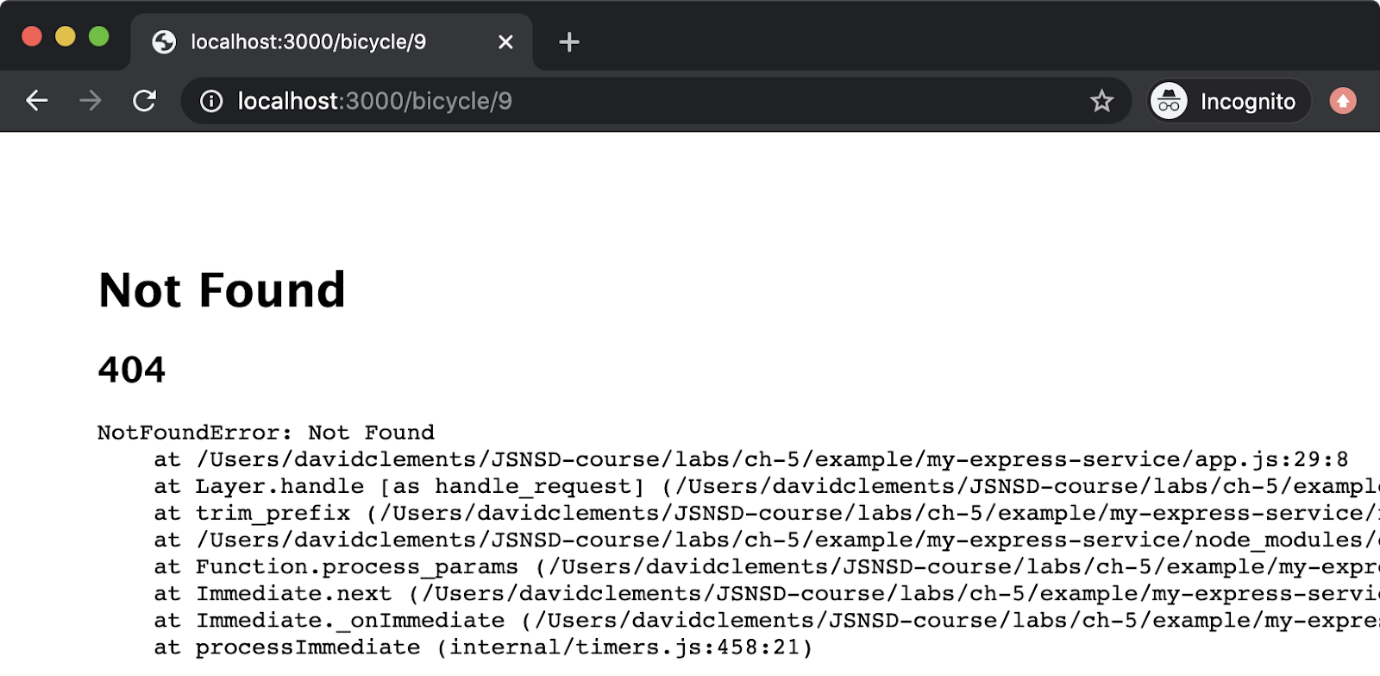 localhost:3000/bicycle/9
localhost:3000/bicycle/9 Incognito
Not Found
404
NotFoundError: Not Found
at /Users/davidclements/JSNSD-course/labs/ch-5/example/my-express-service/app.js:29:8
at Layer.handle [as handle_request] (/Users/davidclements/JSNSD-course/labs/ch-5/example
at trim_prefix (/Users/davidclements/JSNSD-course/labs/ch-5/example/my-express-service/
at /Users/davidclements/JSNSD-course/labs/ch-5/example/my-express-service/node_modules/
at Function.process_params (/Users/davidclements/JSNSD-course/labs/ch-5/example/my-expre
at Immediate.next (/Users/davidclements/JSNSD-course/labs/ch-5/example/my-express-servic
at Immediate._onImmediate (/Users/davidclements/JSNSD-course/labs/ch-5/example/my-expres
at processImmediate (internal/timers.js:458:21)